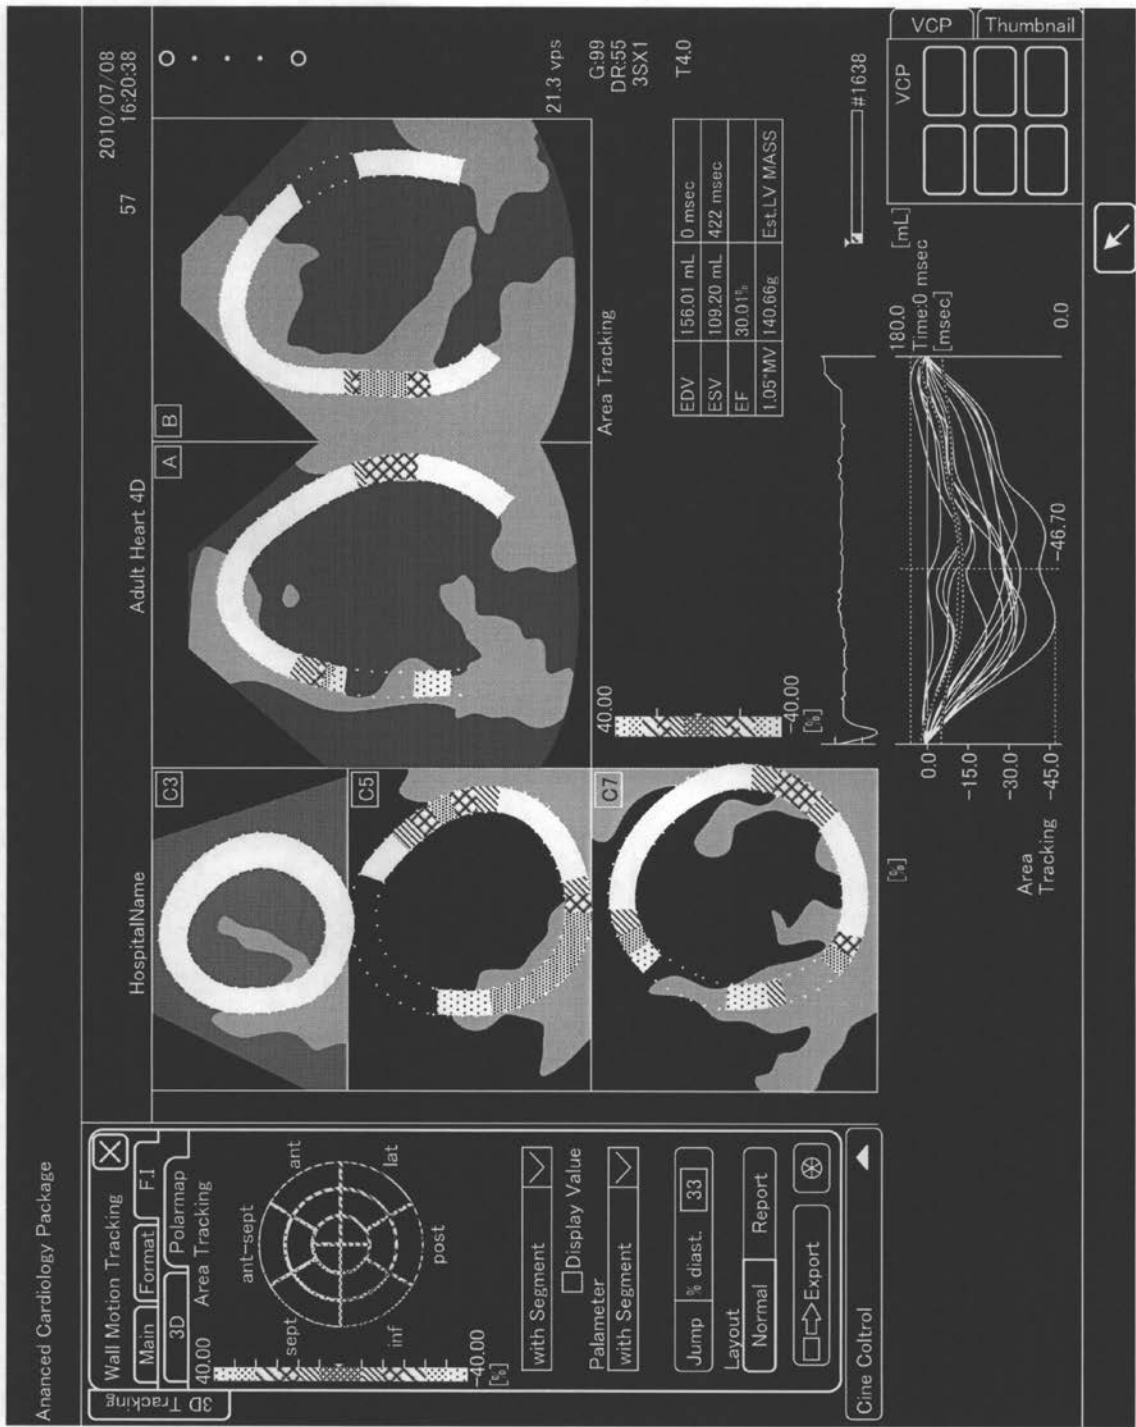 Ananced Cardiology Package
3D Tracking
Wall Motion Tracking
Main
Format
F.I
3D
Polarmap
40.00
Area Tracking
ant-sept
ant
sept
lat
inf
post
-40.00
[%]
with Segment
Display Value
Palameter
with Segment
Jump
% diast.
33
Layout
Normal
Report
Export
Cine Coltrol
HospitalName
Adult Heart 4D
57
2010/07/08
16:20:38
C3
A
B
C5
C7
21.3 vps
G:99
DR:55
3SX1
T4.0
Area Tracking
40.00
-40.00
[%]
EDV 156.01 mL 0 msec
ESV 109.20 mL 422 msec
EF 30.01%
1.05*MV 140.66g Est.LV MASS
#1638
[%]
[mL]
180.0
Time:0 msec
[msec]
0.0
-15.0
-30.0
-45.0
-46.70
0.0
Area
Tracking
VCP
Thumbnail
VCP